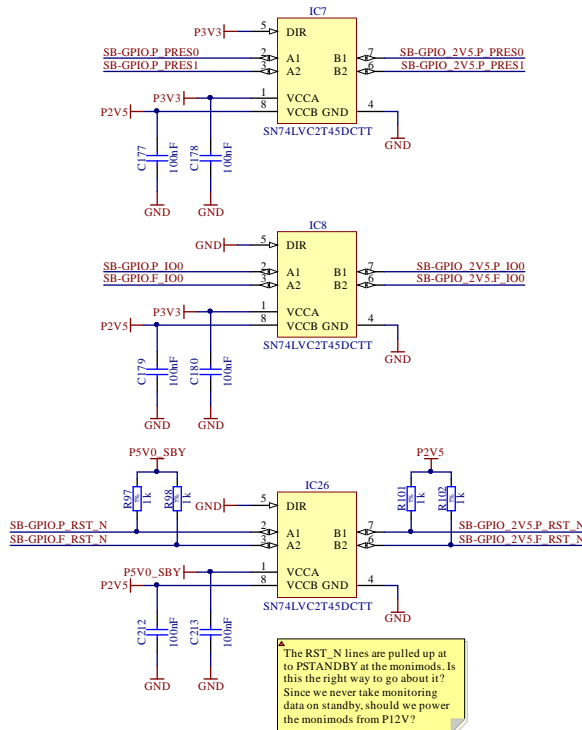 IC7
P3V3
5
DIR
SB-GPIO.P_PRES0
2
A1
B1
7
SB-GPIO_2V5.P_PRES0
SB-GPIO.P_PRES1
3
A2
B2
6
SB-GPIO_2V5.P_PRES1
P3V3
1
VCCA
P2V5
8
VCCB GND
4
SN74LVC2T45DCTT
GND
C177
100nF
C178
100nF
GND
GND
IC8
GND
5
DIR
SB-GPIO.P_IO0
2
A1
B1
7
SB-GPIO_2V5.P_IO0
SB-GPIO.F_IO0
3
A2
B2
6
SB-GPIO_2V5.F_IO0
P3V3
1
VCCA
P2V5
8
VCCB GND
4
SN74LVC2T45DCTT
GND
C179
100nF
C180
100nF
GND
GND
P5V0_SBY
P2V5
R97
1k
R98
1k
IC26
R101
1k
R102
1k
GND
5
DIR
SB-GPIO.P_RST_N
2
A1
B1
7
SB-GPIO_2V5.P_RST_N
SB-GPIO.F_RST_N
3
A2
B2
6
SB-GPIO_2V5.F_RST_N
P5V0_SBY
1
VCCA
P2V5
8
VCCB GND
4
SN74LVC2T45DCTT
GND
C212
100nF
C213
100nF
GND
GND
The RST_N lines are pulled up at
to PSTANDBY at the monimods. Is
this the right way to go about it?
Since we never take monitoring
data on standby, should we power
the monimods from P12V?